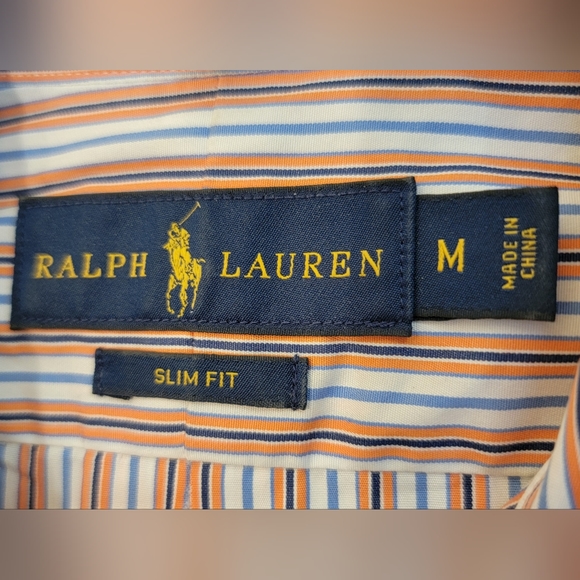 RALPH LAUREN
M
MADE IN
CHINA
SLIM FIT